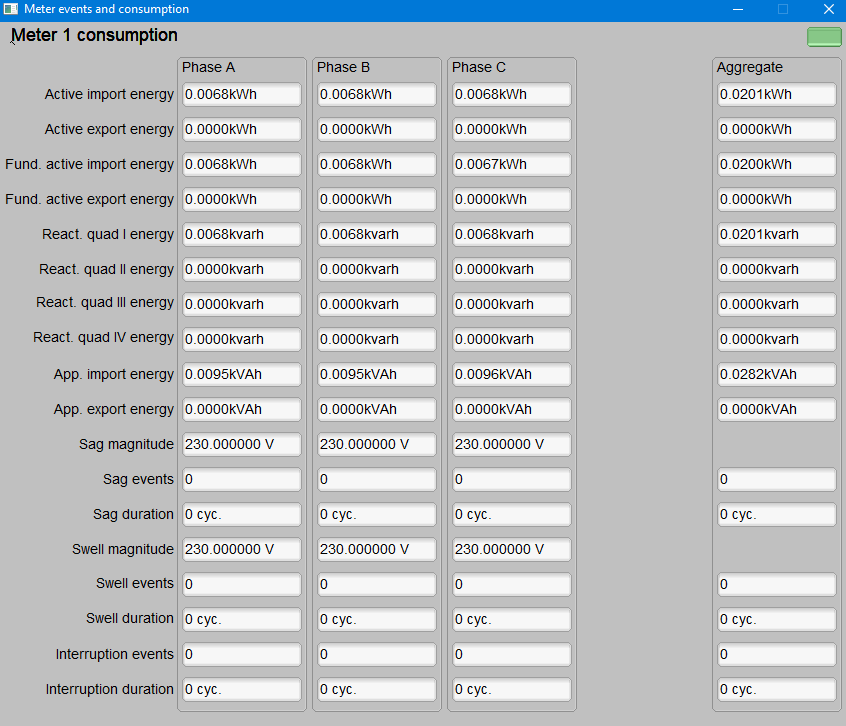 Meter events and consumption
Meter 1 consumption
Phase A Phase B Phase C Aggregate
Active import energy 0.0068kWh 0.0068kWh 0.0068kWh 0.0201kWh
Active export energy 0.0000kWh 0.0000kWh 0.0000kWh 0.0000kWh
Fund. active import energy 0.0068kWh 0.0068kWh 0.0067kWh 0.0200kWh
Fund. active export energy 0.0000kWh 0.0000kWh 0.0000kWh 0.0000kWh
React. quad I energy 0.0068kvarh 0.0068kvarh 0.0068kvarh 0.0201kvarh
React. quad II energy 0.0000kvarh 0.0000kvarh 0.0000kvarh 0.0000kvarh
React. quad III energy 0.0000kvarh 0.0000kvarh 0.0000kvarh 0.0000kvarh
React. quad IV energy 0.0000kvarh 0.0000kvarh 0.0000kvarh 0.0000kvarh
App. import energy 0.0095kVAh 0.0095kVAh 0.0096kVAh 0.0282kVAh
App. export energy 0.0000kVAh 0.0000kVAh 0.0000kVAh 0.0000kVAh
Sag magnitude 230.000000 V 230.000000 V 230.000000 V
Sag events 0 0 0 0
Sag duration 0 cyc. 0 cyc. 0 cyc. 0 cyc.
Swell magnitude 230.000000 V 230.000000 V 230.000000 V
Swell events 0 0 0 0
Swell duration 0 cyc. 0 cyc. 0 cyc. 0 cyc.
Interruption events 0 0 0 0
Interruption duration 0 cyc. 0 cyc. 0 cyc. 0 cyc.